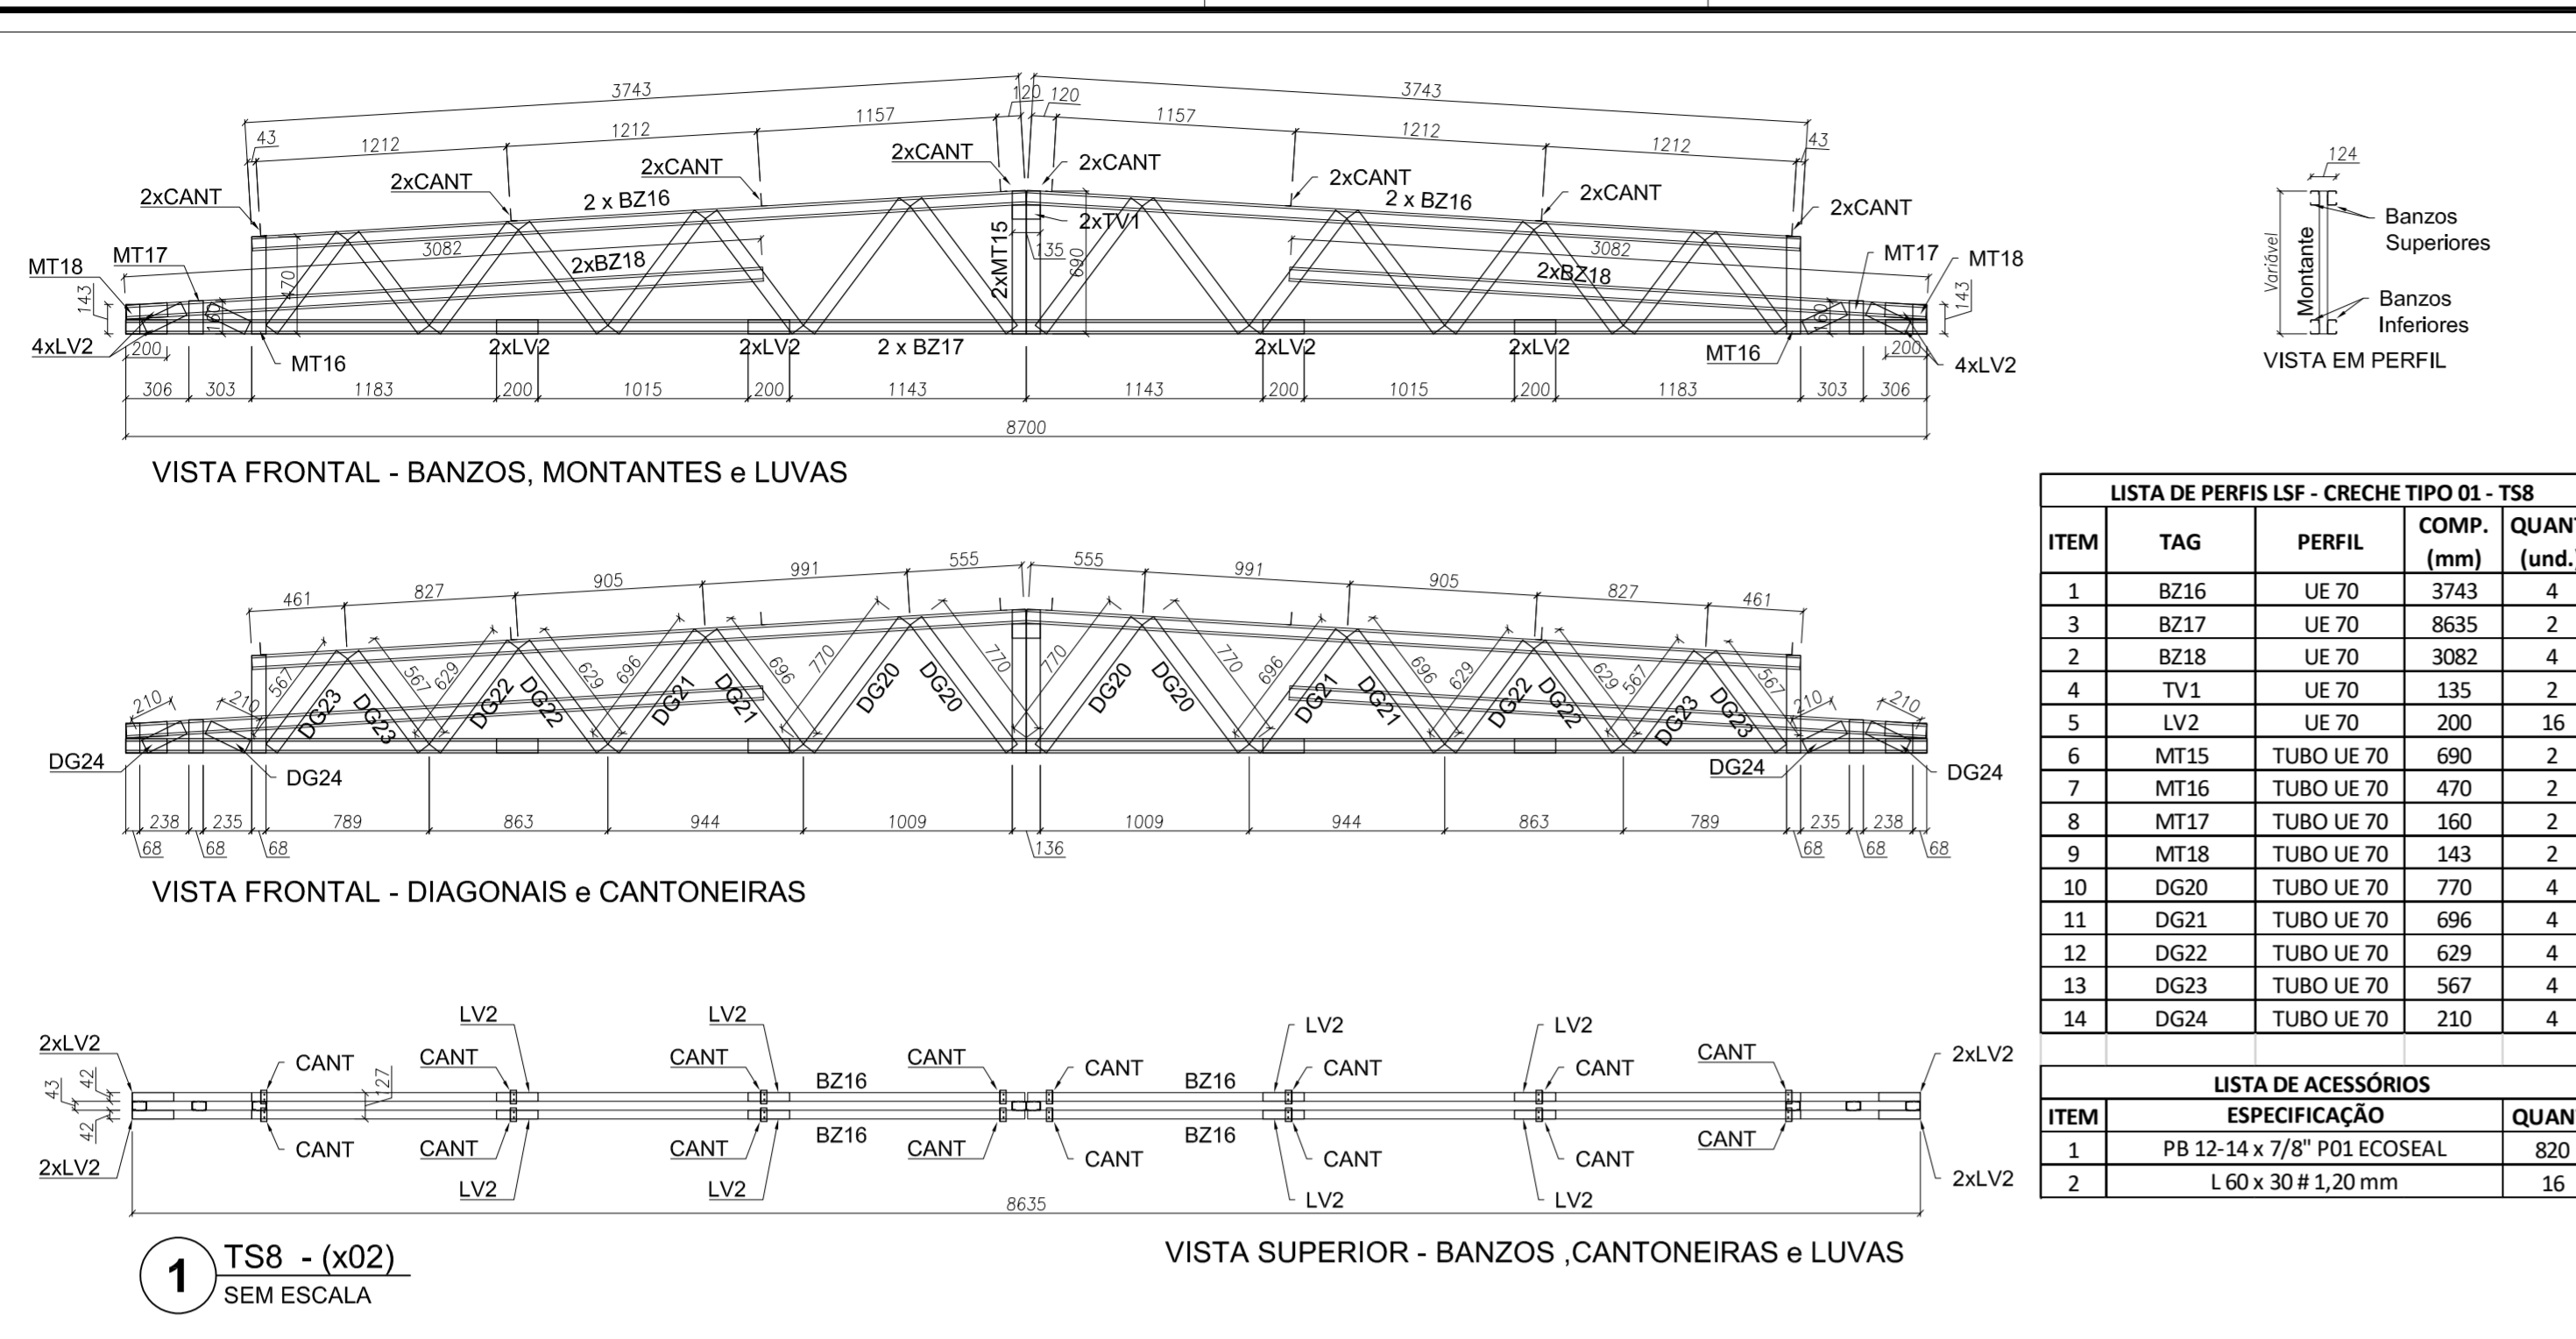 3743
3743
120 120
43
1212
1212
1157
1157
1212
1212
43
2xCANT
2xCANT
2xCANT
2xCANT
2xCANT
2xCANT
2xCANT
2xCANT
2 x BZ16
2 x BZ16
2xTV1
135
690
2xMT15
MT18
MT17
143
160
470
3082
2xBZ18
3082
2xBZ18
MT17
MT18
160
143
4xLV2
200
MT16
2xLV2
2xLV2
2 x BZ17
2xLV2
2xLV2
MT16
200
4xLV2
306 303 1183 200 1015 200 1143 1143 200 1015 200 1183 303 306
8700
VISTA FRONTAL - BANZOS, MONTANTES e LUVAS
124
Variável
Montante
Banzos
Superiores
Banzos
Inferiores
VISTA EM PERFIL
461 827 905 991 555 555 991 905 827 461
210 210 567 567 629 629 696 696 770 770 770 770 696 696 629 629 567 567 210 210
DG23 DG23 DG22 DG22 DG21 DG21 DG20 DG20 DG20 DG20 DG21 DG21 DG22 DG22 DG23 DG23
DG24
DG24
DG24
DG24
238 235 789 863 944 1009 1009 944 863 789 235 238
68 68 68 136 68 68 68
VISTA FRONTAL - DIAGONAIS e CANTONEIRAS
LV2 LV2 LV2 LV2
2xLV2 CANT CANT CANT CANT CANT CANT CANT CANT 2xLV2
43 42 127 BZ16 BZ16
42 BZ16 BZ16
CANT CANT CANT CANT CANT CANT CANT CANT
2xLV2 LV2 LV2 LV2 LV2 2xLV2
8635
1 TS8 - (x02)
SEM ESCALA
VISTA SUPERIOR - BANZOS ,CANTONEIRAS e LUVAS
LISTA DE PERFIS LSF - CRECHE TIPO 01 - TS8
ITEM TAG PERFIL COMP. (mm) QUANT (und.
1 BZ16 UE 70 3743 4
3 BZ17 UE 70 8635 2
2 BZ18 UE 70 3082 4
4 TV1 UE 70 135 2
5 LV2 UE 70 200 16
6 MT15 TUBO UE 70 690 2
7 MT16 TUBO UE 70 470 2
8 MT17 TUBO UE 70 160 2
9 MT18 TUBO UE 70 143 2
10 DG20 TUBO UE 70 770 4
11 DG21 TUBO UE 70 696 4
12 DG22 TUBO UE 70 629 4
13 DG23 TUBO UE 70 567 4
14 DG24 TUBO UE 70 210 4
LISTA DE ACESSÓRIOS
ITEM ESPECIFICAÇÃO QUAN
1 PB 12-14 x 7/8" P01 ECOSEAL 820
2 L 60 x 30 # 1,20 mm 16